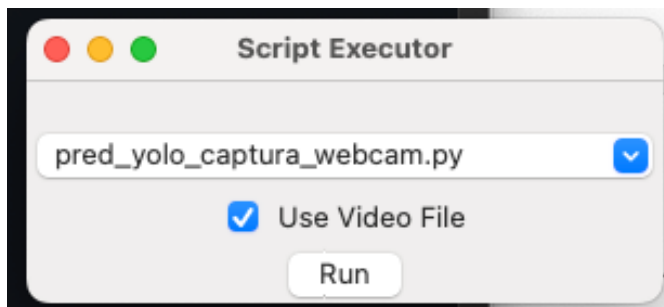 Script Executor
pred_yolo_captura_webcam.py
Use Video File
Run